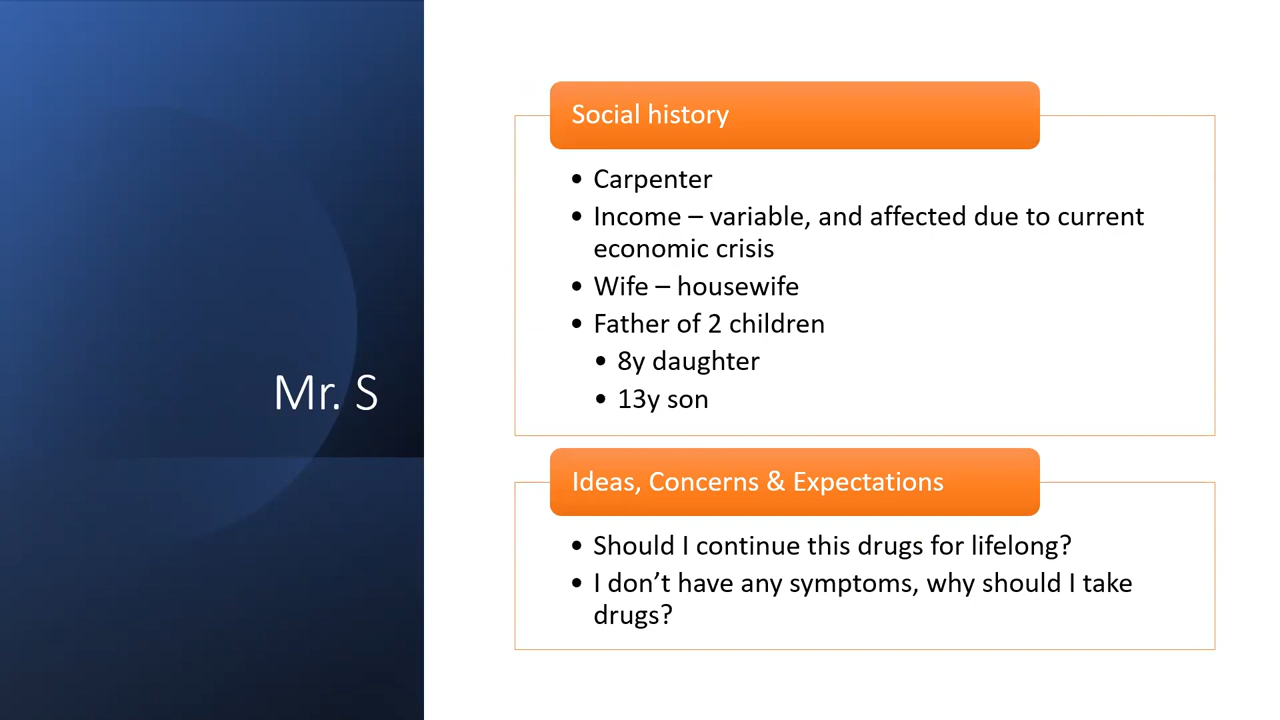 Mr. S
Social history
• Carpenter
• Income – variable, and affected due to current
economic crisis
• Wife – housewife
• Father of 2 children
• 8y daughter
• 13y son
Ideas, Concerns & Expectations
• Should I continue this drugs for lifelong?
• I don’t have any symptoms, why should I take
drugs?